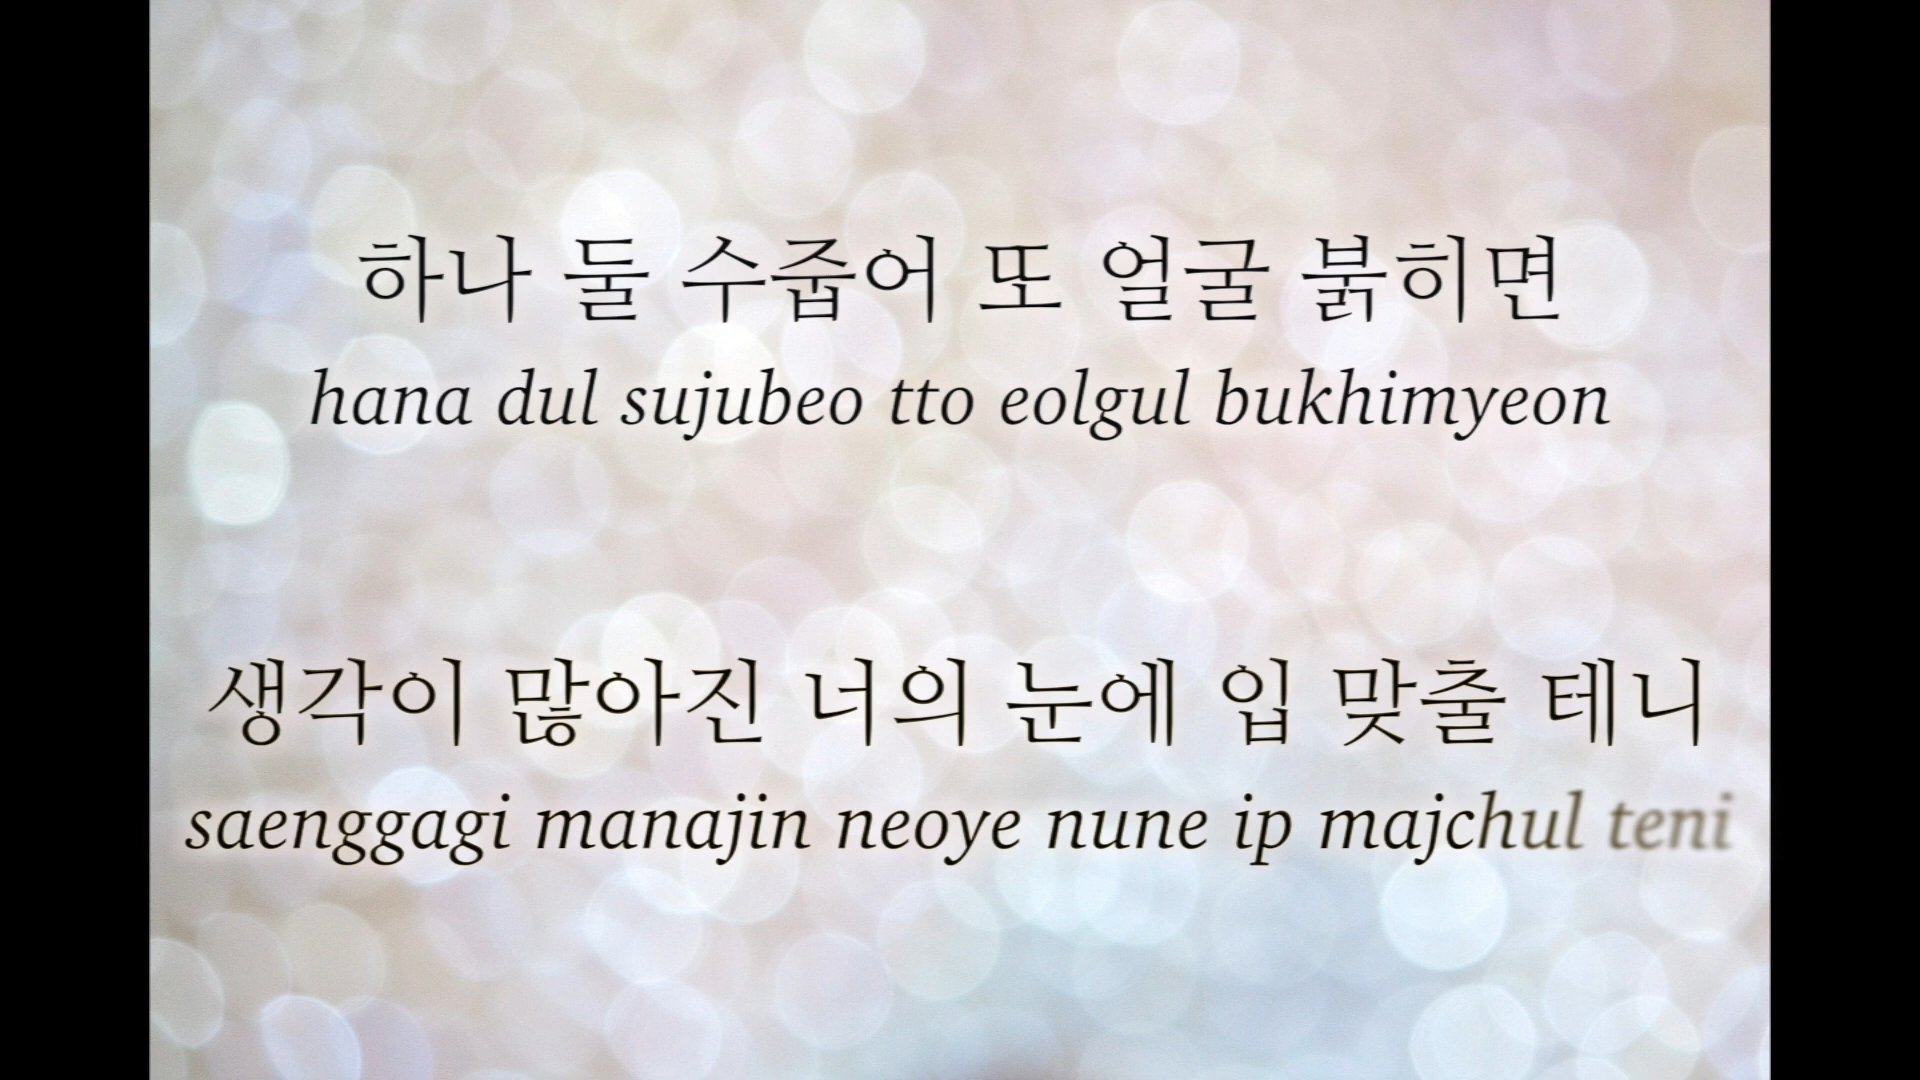 하나 둘 수줍어 또 얼굴 붉히면
hana dul sujubeo tto eolgul bukhimyeon
생각이 많아진 너의 눈에 입 맞출 테니
saenggagi manajin neoye nune ip majchul teni